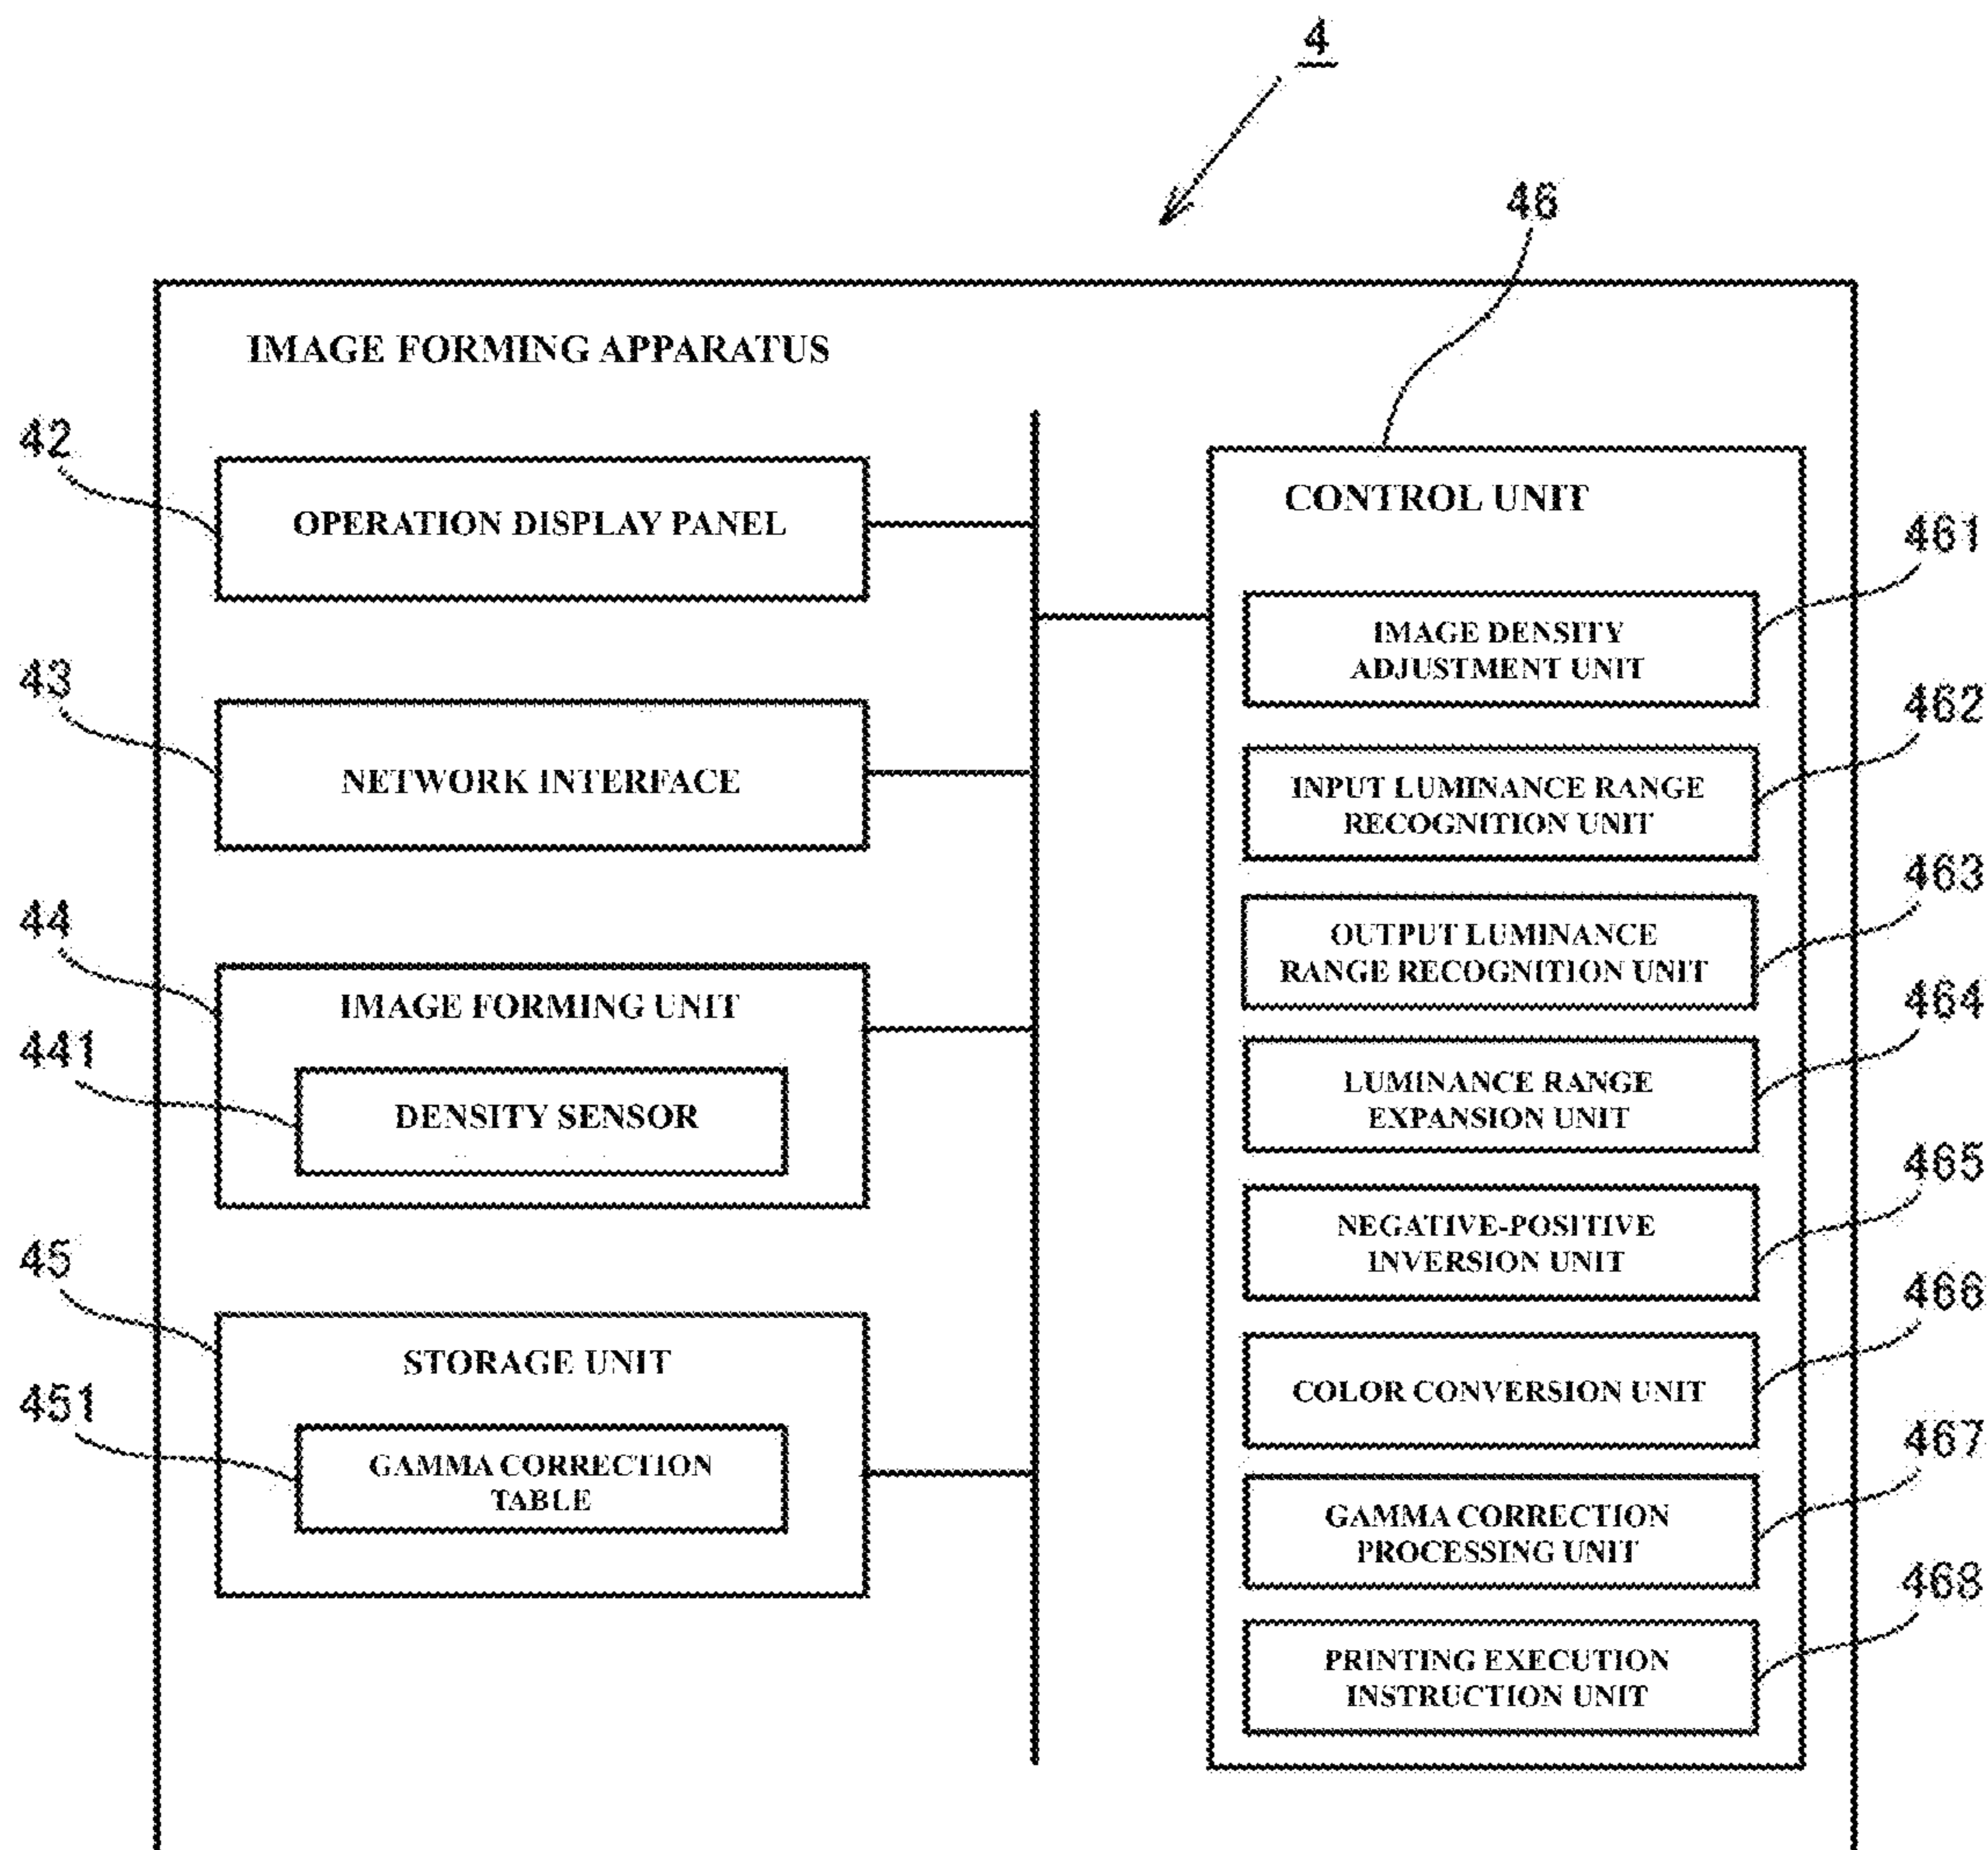 4
46
IMAGE FORMING APPARATUS
42
OPERATION DISPLAY PANEL
43
NETWORK INTERFACE
44
IMAGE FORMING UNIT
441
DENSITY SENSOR
45
STORAGE UNIT
451
GAMMA CORRECTION
TABLE
CONTROL UNIT
461
IMAGE DENSITY
ADJUSTMENT UNIT
462
INPUT LUMINANCE RANGE
RECOGNITION UNIT
463
OUTPUT LUMINANCE
RANGE RECOGNITION UNIT
464
LUMINANCE RANGE
EXPANSION UNIT
465
NEGATIVE-POSITIVE
INVERSION UNIT
466
COLOR CONVERSION UNIT
467
GAMMA CORRECTION
PROCESSING UNIT
468
PRINTING EXECUTION
INSTRUCTION UNIT